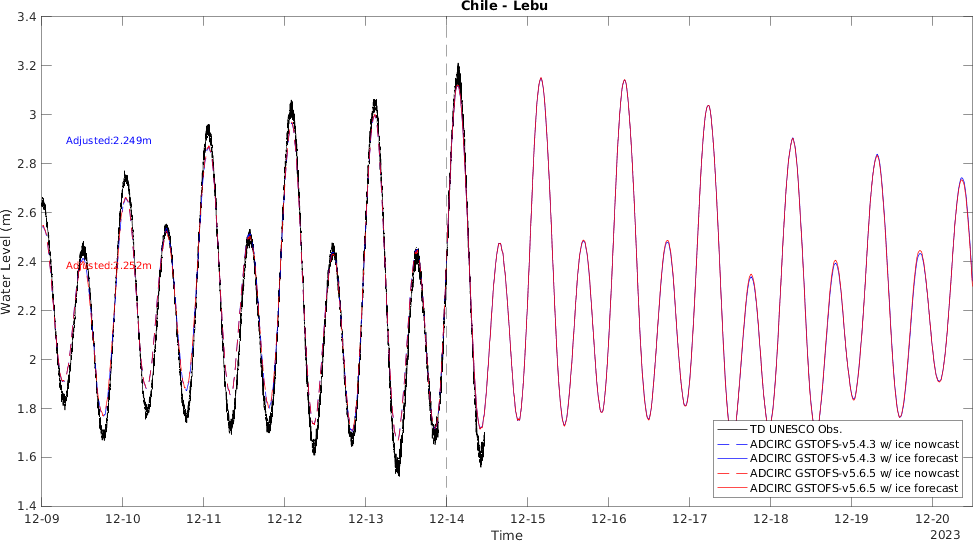 Chile - Lebu
3.4
3.2
3
2.8
2.6
2.4
2.2
2
1.8
1.6
1.4
Water Level (m)
Adjusted:2.249m
Adjusted:2.252m
TD UNESCO Obs.
ADCIRC GSTOFS-v5.4.3 w/ ice nowcast
ADCIRC GSTOFS-v5.4.3 w/ ice forecast
ADCIRC GSTOFS-v5.6.5 w/ ice nowcast
ADCIRC GSTOFS-v5.6.5 w/ ice forecast
12-09 12-10 12-11 12-12 12-13 12-14 12-15 12-16 12-17 12-18 12-19 12-20
2023
Time